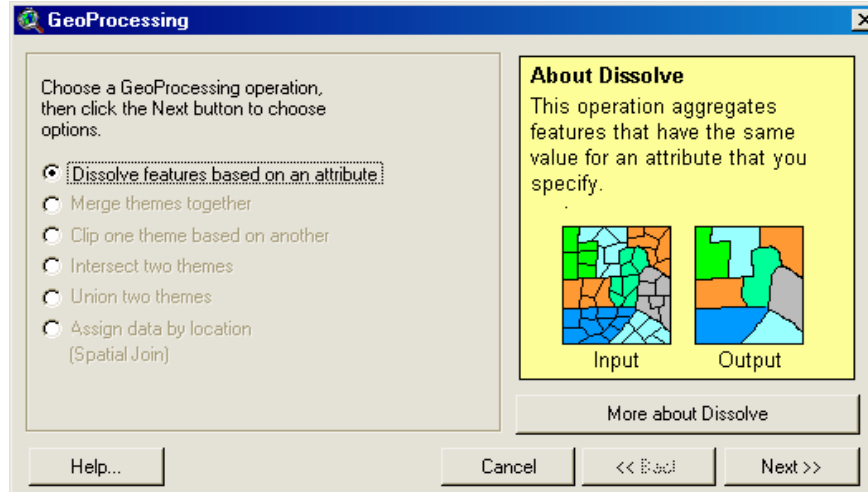 GeoProcessing
Choose a GeoProcessing operation,
then click the Next button to choose
options.
Dissolve features based on an attribute
Merge themes together
Clip one theme based on another
Intersect two themes
Union two themes
Assign data by location
(Spatial Join)
About Dissolve
This operation aggregates
features that have the same
value for an attribute that you
specify.
Input Output
More about Dissolve
Help... Cancel << Back Next >>